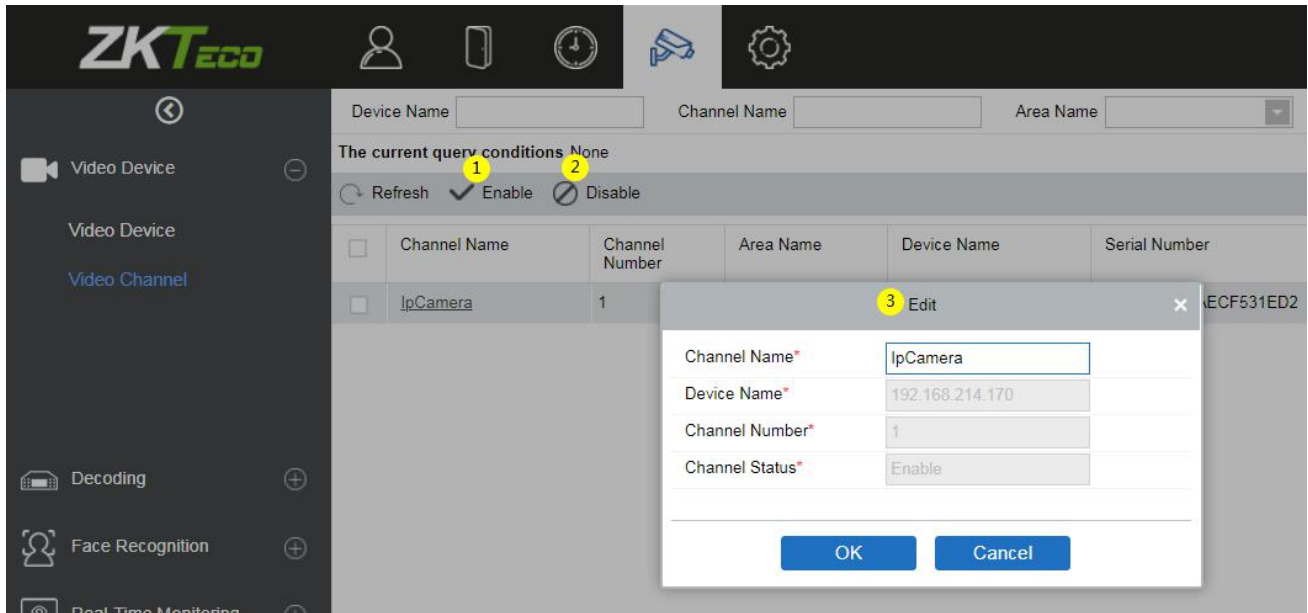 ZKTeco
Device Name Channel Name Area Name
The current query conditions None
Video Device
1 2
Refresh Enable Disable
Video Device
Video Channel
Channel Name Channel Number Area Name Device Name Serial Number
IpCamera 1 ECF531ED2
3 Edit
Channel Name* IpCamera
Device Name* 192.168.214.170
Channel Number* 1
Channel Status* Enable
OK Cancel
Decoding
Face Recognition
Real-Time Monitoring